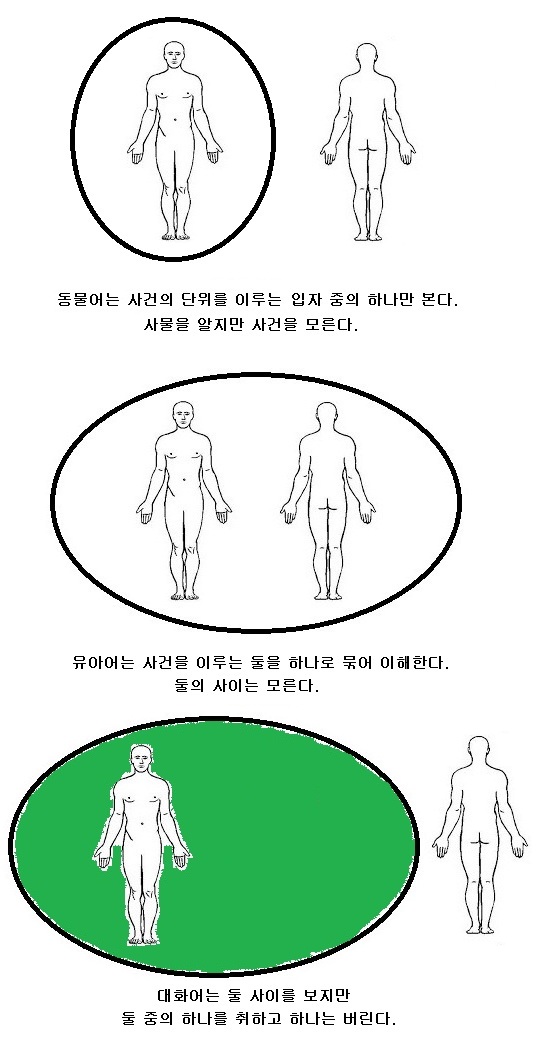 동물어는 사건의 단위를 이루는 입자 중의 하나만 본다.
사물을 알지만 사건을 모른다.
유아어는 사건을 이루는 둘을 하나로 묶어 이해한다.
둘의 사이는 모른다.
대화어는 둘 사이를 보지만
둘 중의 하나를 취하고 하나는 버린다.